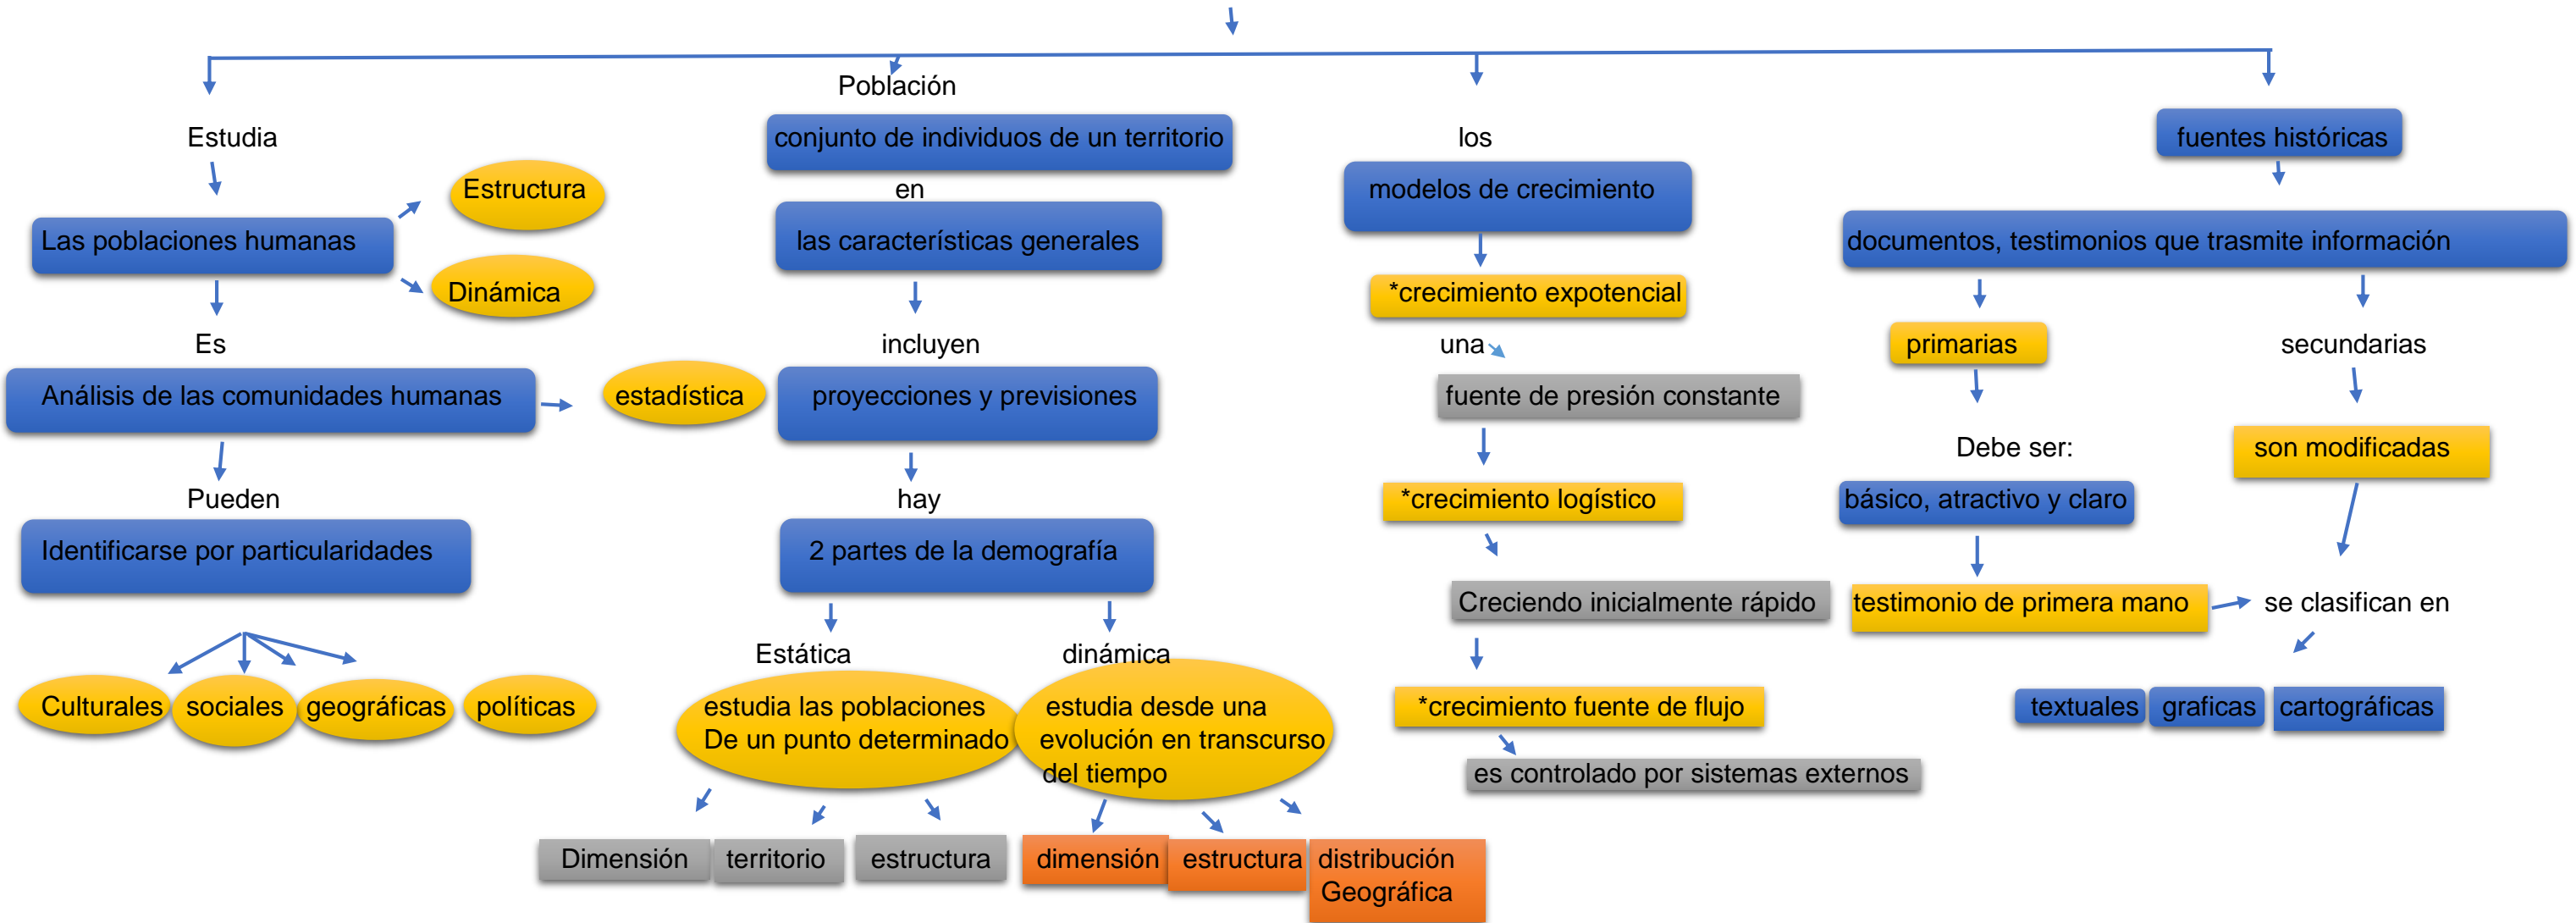 Estudia
Las poblaciones humanas
Estructura
Dinámica
Es
Análisis de las comunidades humanas
estadística
Pueden
Identificarse por particularidades
Culturales
sociales
geográficas
políticas
Población
conjunto de individuos de un territorio
en
las características generales
incluyen
proyecciones y previsiones
hay
2 partes de la demografía
Estática
estudia las poblaciones
De un punto determinado
Dimensión
territorio
estructura
dinámica
estudia desde una
evolución en transcurso
del tiempo
dimensión
estructura
distribución
Geográfica
los
modelos de crecimiento
*crecimiento expotencial
una
fuente de presión constante
*crecimiento logístico
Creciendo inicialmente rápido
*crecimiento fuente de flujo
es controlado por sistemas externos
fuentes históricas
documentos, testimonios que trasmite información
primarias
Debe ser:
básico, atractivo y claro
testimonio de primera mano
secundarias
son modificadas
se clasifican en
textuales
graficas
cartográficas